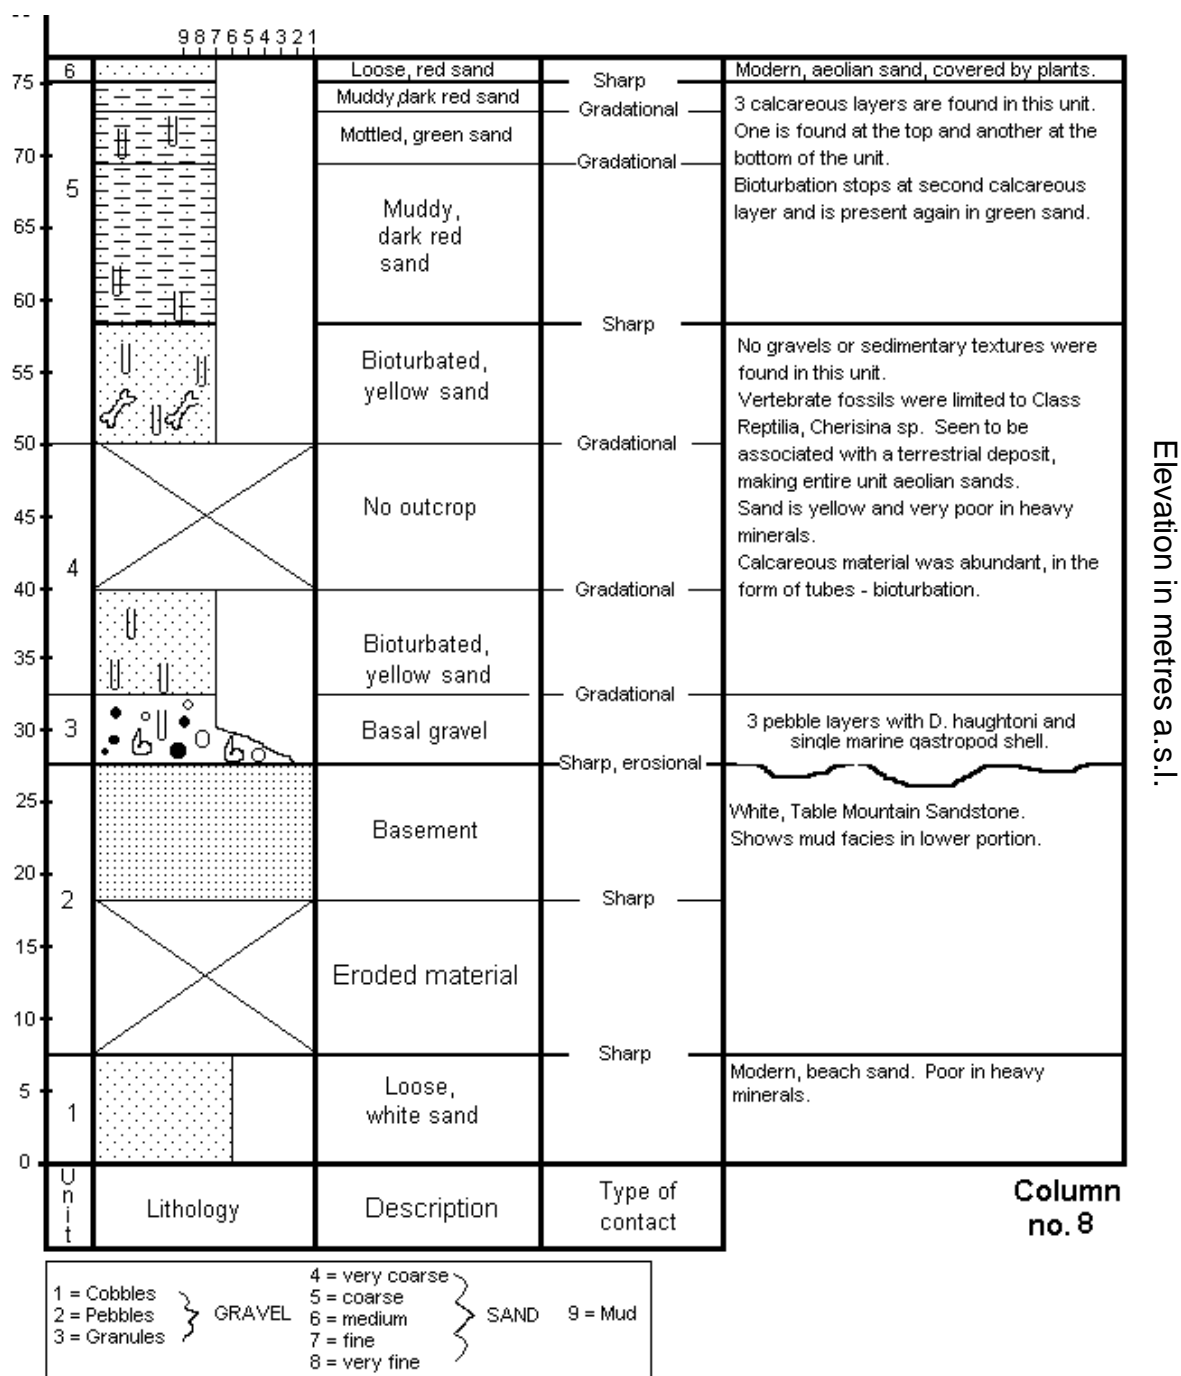 9 8 7 6 5 4 3 2 1
75
70
65
60
55
50
45
40
35
30
25
20
15
10
5
0
6
Loose, red sand
Sharp
Modern, aeolian sand, covered by plants.
5
Muddy,dark red sand
Gradational
Mottled, green sand
Gradational
Muddy,
dark red
sand
Sharp
3 calcareous layers are found in this unit.
One is found at the top and another at the
bottom of the unit.
Bioturbation stops at second calcareous
layer and is present again in green sand.
4
Bioturbated,
yellow sand
Gradational
No outcrop
Gradational
Bioturbated,
yellow sand
Gradational
No gravels or sedimentary textures were
found in this unit.
Vertebrate fossils were limited to Class
Reptilia, Cherisina sp. Seen to be
associated with a terrestrial deposit,
making entire unit aeolian sands.
Sand is yellow and very poor in heavy
minerals.
Calcareous material was abundant, in the
form of tubes - bioturbation.
3
Basal gravel
Sharp, erosional
3 pebble layers with D. haughtoni and
single marine gastropod shell.
2
Basement
Sharp
Eroded material
Sharp
White, Table Mountain Sandstone.
Shows mud facies in lower portion.
1
Loose,
white sand
Modern, beach sand. Poor in heavy
minerals.
Unit
Lithology
Description
Type of
contact
Column
no. 8
Elevation in metres a.s.l.
1 = Cobbles
2 = Pebbles
3 = Granules
GRAVEL
4 = very coarse
5 = coarse
6 = medium
7 = fine
8 = very fine
SAND
9 = Mud